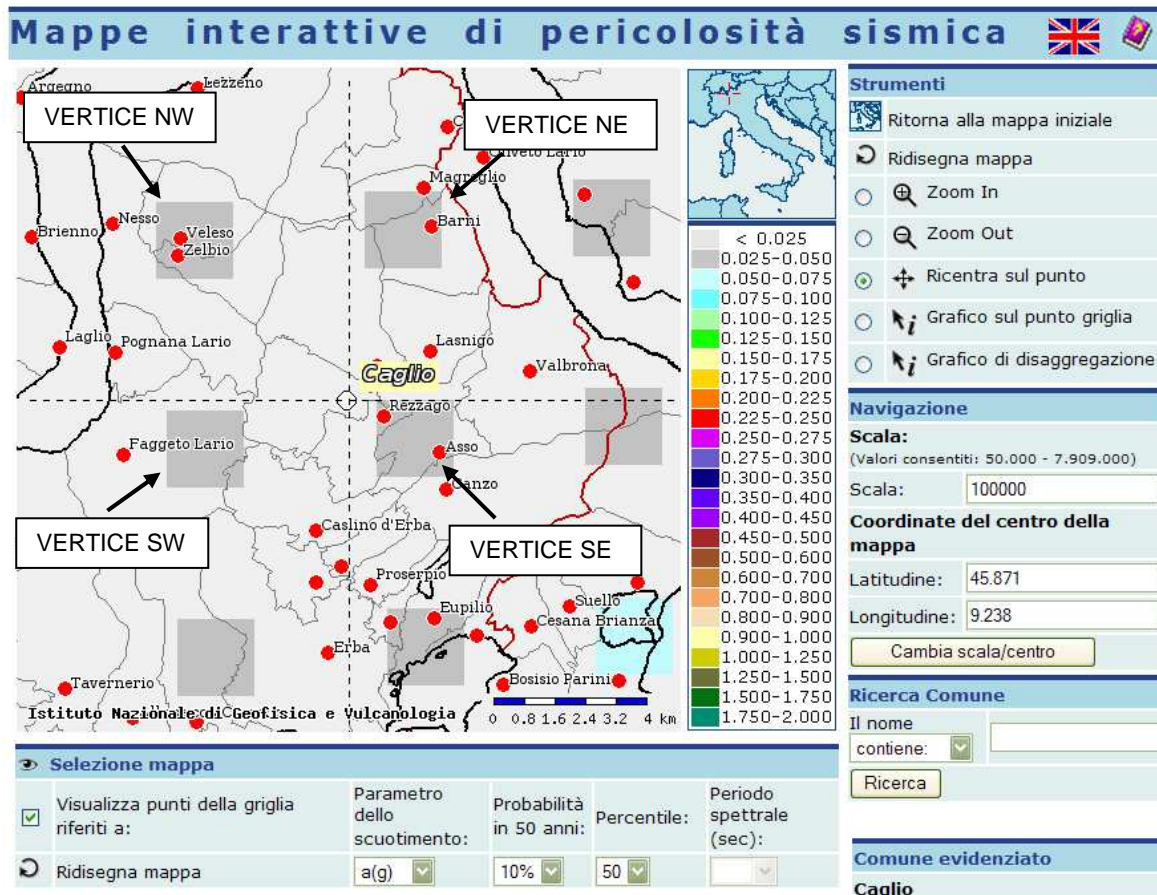 Mappe interattive di pericolosità sismica
Argegno
Lezzeno
VERTICE NW
VERTICE NE
Oliveto Lario
Magreglio
Nesso
Barni
Brienno
Veleso
Zelbio
Laglio
Pognana Lario
Lasnigo
Caglio
Valbrona
Rezzago
Faggeto Lario
Asso
Canzo
VERTICE SW
Caslino d'Erba
VERTICE SE
Proserpio
Eupilio
Suello
Cesana Brianza
Erba
Tavernerio
Bosisio Parini
Istituto Nazionale di Geofisica e Vulcanologia
0 0.8 1.6 2.4 3.2 4 km
< 0.025
0.025-0.050
0.050-0.075
0.075-0.100
0.100-0.125
0.125-0.150
0.150-0.175
0.175-0.200
0.200-0.225
0.225-0.250
0.250-0.275
0.275-0.300
0.300-0.350
0.350-0.400
0.400-0.450
0.450-0.500
0.500-0.600
0.600-0.700
0.700-0.800
0.800-0.900
0.900-1.000
1.000-1.250
1.250-1.500
1.500-1.750
1.750-2.000
Strumenti
Ritorna alla mappa iniziale
Ridisegna mappa
Zoom In
Zoom Out
Ricentra sul punto
Grafico sul punto griglia
Grafico di disaggregazione
Navigazione
Scala:
(Valori consentiti: 50.000 - 7.909.000)
Scala: 100000
Coordinate del centro della
mappa
Latitudine: 45.871
Longitudine: 9.238
Cambia scala/centro
Ricerca Comune
Il nome
contiene:
Ricerca
Comune evidenziato
Caglio
Selezione mappa
Visualizza punti della griglia
riferiti a:
Parametro
dello
scuotimento:
Probabilità
in 50 anni:
Percentile:
Periodo
spettrale
(sec):
Ridisegna mappa
a(g)
10%
50